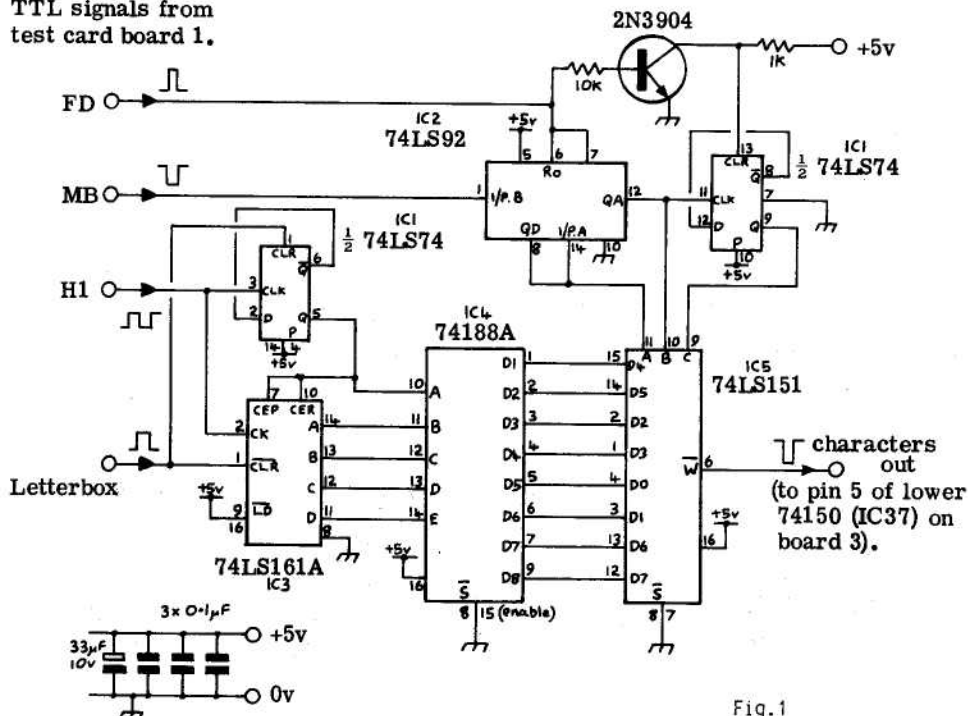 TTL signals from
test card board 1.
2N3904
+5v
1K
10K
FD
IC2
74LS92
+5v
5 6 7
Ro
IC1
½ 74LS74
13
CLR
Q̅ 8
7
11 CLK
12 D
Q 9
P
10
+5v
MB
1 I/P.B
QA 12
QD I/P.A
8 14 10
IC1
½ 74LS74
1
CLR
Q̅ 6
3 CLK
2 D
Q 5
P
14 4
+5v
H1
IC4
74188A
11 10 9
A B C
IC5
74LS151
7 10
CEP CER
2 CK
1 C̅L̅R̅
+5v
9 L̅D̅
16
A 14
B 13
C 12
D 11
8
74LS161A
IC3
Letterbox
10 A
11 B
12 C
13 D
14 E
+5v
16
S̅
8 15 (enable)
D1 1 15 D4
D2 2 14 D5
D3 3 2 D2
D4 4 1 D3
D5 5 4 D0
D6 6 3 D1
D7 7 13 D6
D8 9 12 D7
W̅ 6
+5v
16
S̅
8 7
characters
out
(to pin 5 of lower
74150 (IC37) on
board 3).
3 x 0·1µF
+5v
33µF
10v
0v
Fig.1